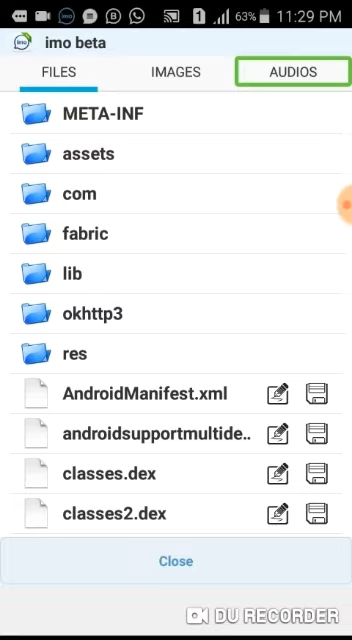 1 63% 11:29 PM
imo beta
FILES IMAGES AUDIOS
META-INF
assets
com
fabric
lib
okhttp3
res
AndroidManifest.xml
androidsupportmultide..
classes.dex
classes2.dex
Close
DU RECORDER